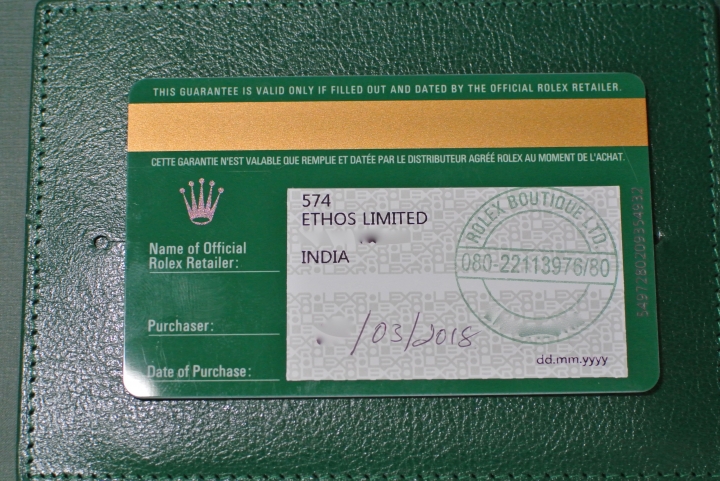 THIS GUARANTEE IS VALID ONLY IF FILLED OUT AND DATED BY THE OFFICIAL ROLEX RETAILER.
CETTE GARANTIE N'EST VALABLE QUE REMPLIE ET DATÉE PAR LE DISTRIBUTEUR AGRÉÉ ROLEX AU MOMENT DE L'ACHAT.
574
ETHOS LIMITED
INDIA
Name of Official
Rolex Retailer:
ROLEX BOUTIQUE LTD.
080-22113976/80
Purchaser:
/03/2018
Date of Purchase:
dd.mm.yyyy